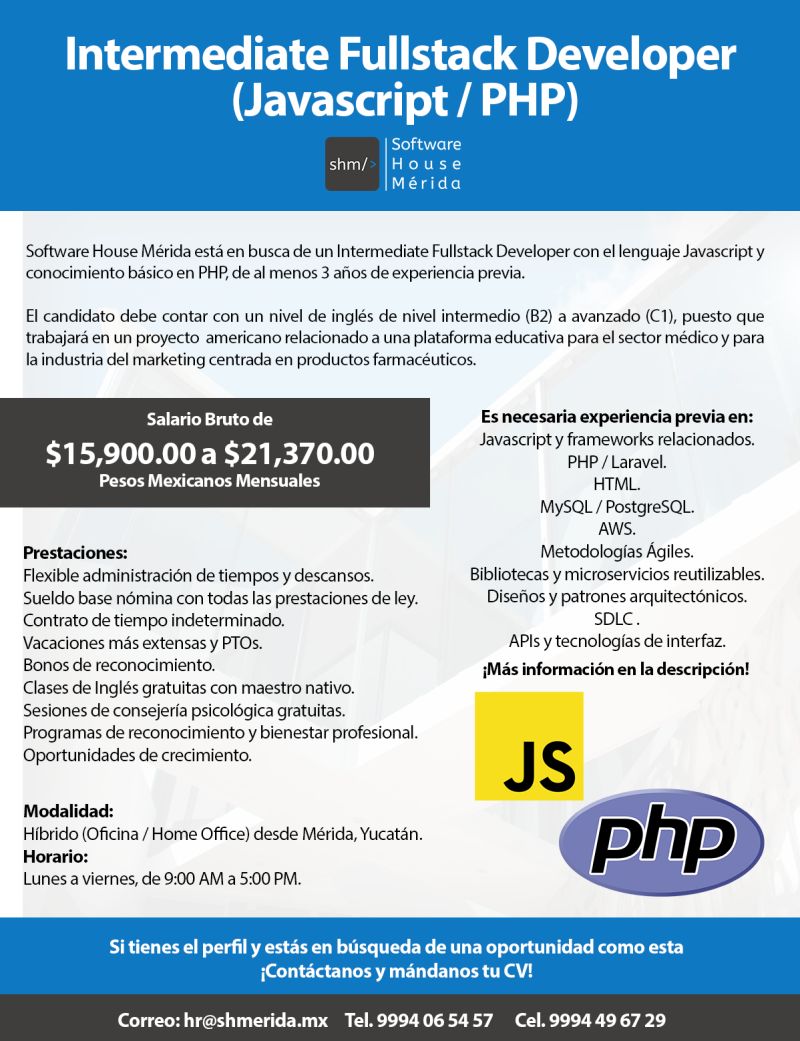 Intermediate Fullstack Developer
(Javascript / PHP)
shm/>
Software
House
Mérida
Software House Mérida está en busca de un Intermediate Fullstack Developer con el lenguaje Javascript y
conocimiento básico en PHP, de al menos 3 años de experiencia previa.
El candidato debe contar con un nivel de inglés de nivel intermedio (B2) a avanzado (C1), puesto que
trabajará en un proyecto americano relacionado a una plataforma educativa para el sector médico y para
la industria del marketing centrada en productos farmacéuticos.
Salario Bruto de
$15,900.00 a $21,370.00
Pesos Mexicanos Mensuales
Prestaciones:
Flexible administración de tiempos y descansos.
Sueldo base nómina con todas las prestaciones de ley.
Contrato de tiempo indeterminado.
Vacaciones más extensas y PTOs.
Bonos de reconocimiento.
Clases de Inglés gratuitas con maestro nativo.
Sesiones de consejería psicológica gratuitas.
Programas de reconocimiento y bienestar profesional.
Oportunidades de crecimiento.
Modalidad:
Híbrido (Oficina / Home Office) desde Mérida, Yucatán.
Horario:
Lunes a viernes, de 9:00 AM a 5:00 PM.
Es necesaria experiencia previa en:
Javascript y frameworks relacionados.
PHP / Laravel.
HTML.
MySQL / PostgreSQL.
AWS.
Metodologías Ágiles.
Bibliotecas y microservicios reutilizables.
Diseños y patrones arquitectónicos.
SDLC .
APIs y tecnologías de interfaz.
¡Más información en la descripción!
JS
php
Si tienes el perfil y estás en búsqueda de una oportunidad como esta
¡Contáctanos y mándanos tu CV!
Correo: hr@shmerida.mx Tel. 9994 06 54 57 Cel. 9994 49 67 29